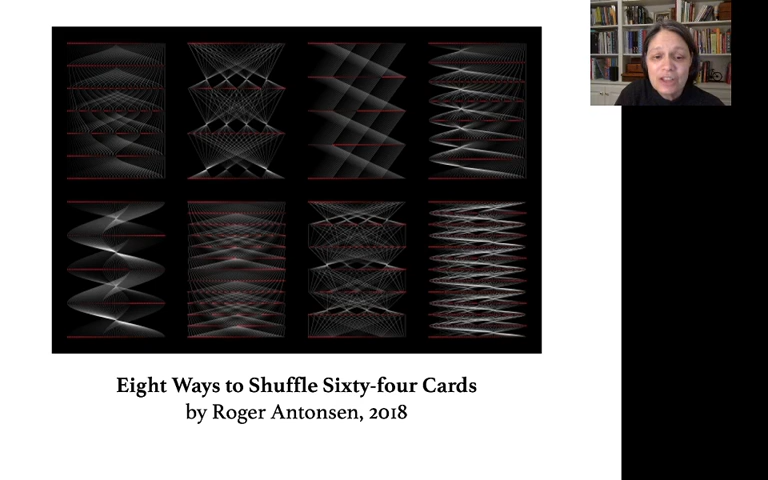 Eight Ways to Shuffle Sixty-four Cards
by Roger Antonsen, 2018